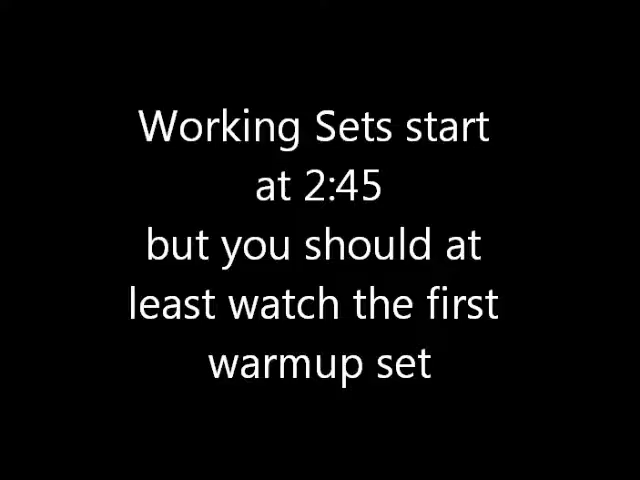 Working Sets start
at 2:45
but you should at
least watch the first
warmup set